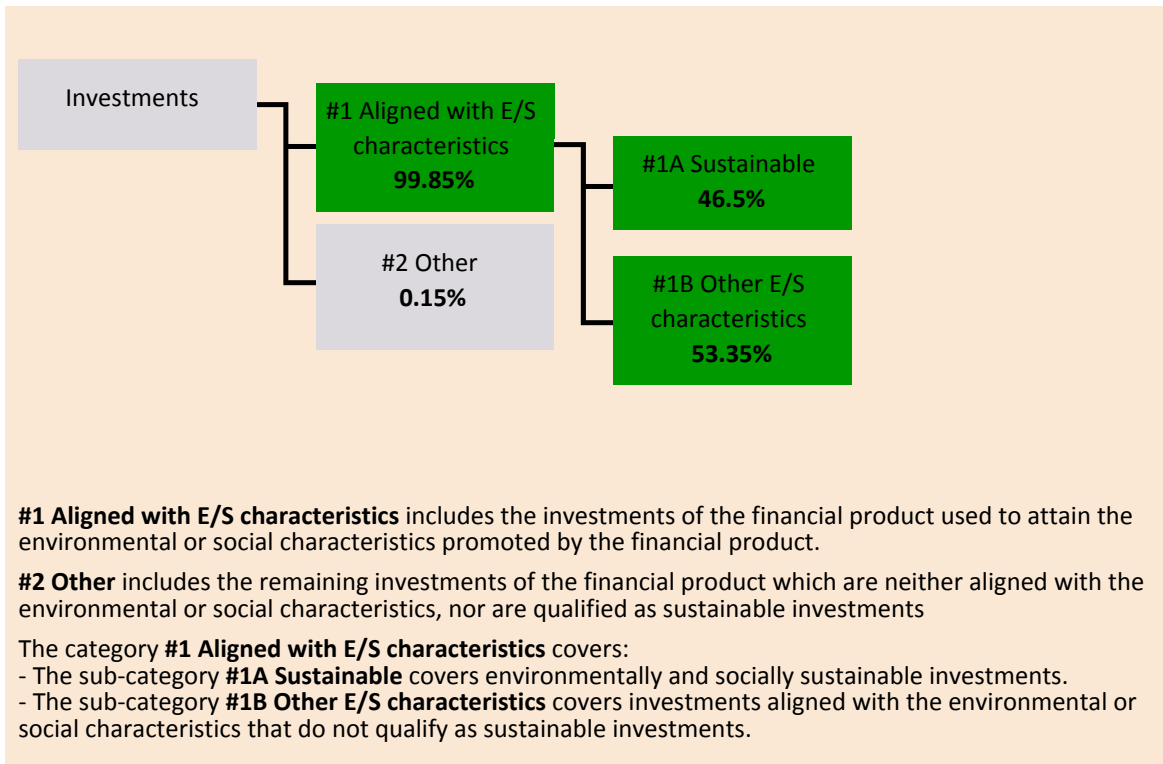 Investments
#1 Aligned with E/S
characteristics
99.85%
#2 Other
0.15%
#1A Sustainable
46.5%
#1B Other E/S
characteristics
53.35%
#1 Aligned with E/S characteristics includes the investments of the financial product used to attain the
environmental or social characteristics promoted by the financial product.
#2 Other includes the remaining investments of the financial product which are neither aligned with the
environmental or social characteristics, nor are qualified as sustainable investments
The category #1 Aligned with E/S characteristics covers:
- The sub-category #1A Sustainable covers environmentally and socially sustainable investments.
- The sub-category #1B Other E/S characteristics covers investments aligned with the environmental or
social characteristics that do not qualify as sustainable investments.